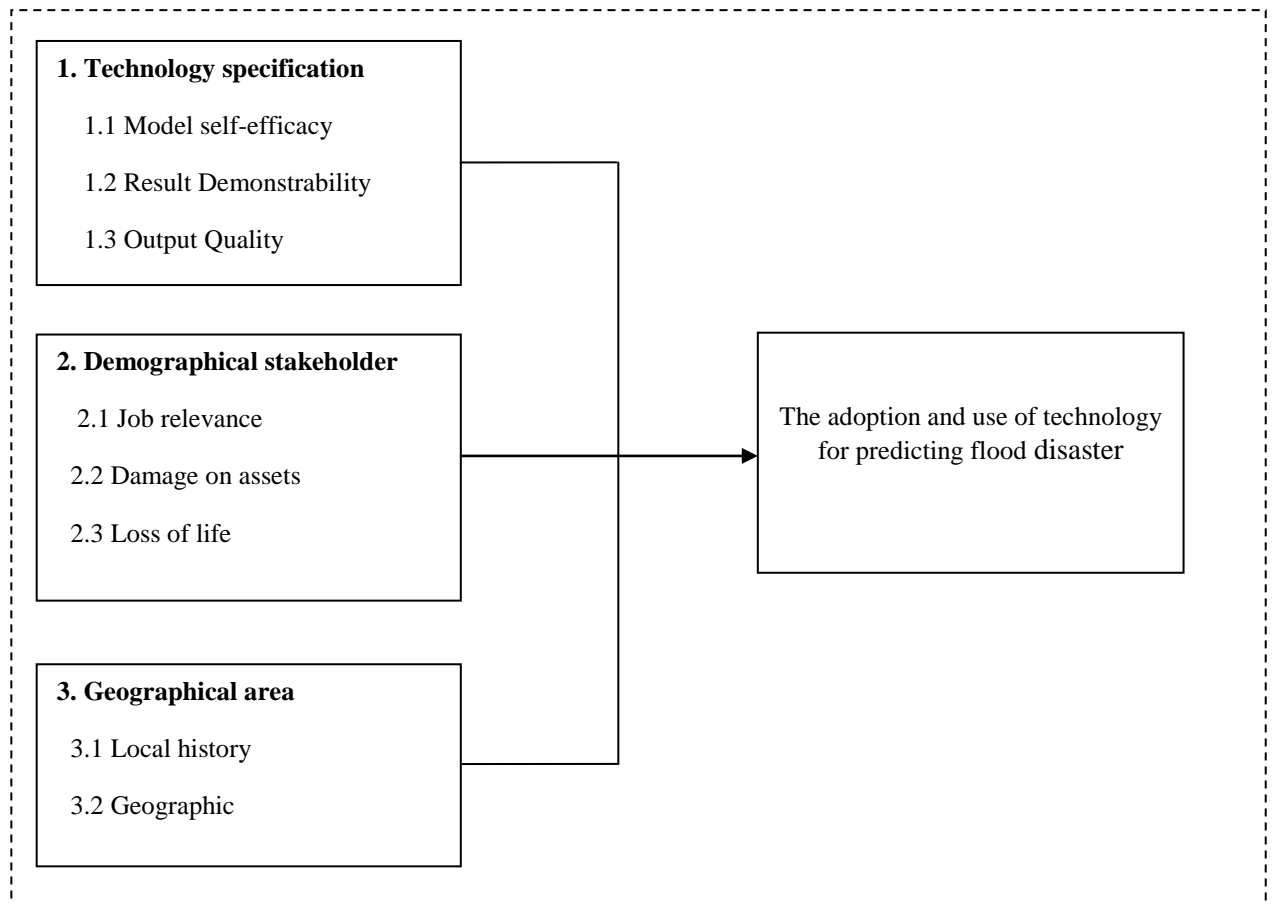 1. Technology specification
1.1 Model self-efficacy
1.2 Result Demonstrability
1.3 Output Quality
2. Demographical stakeholder
2.1 Job relevance
2.2 Damage on assets
2.3 Loss of life
3. Geographical area
3.1 Local history
3.2 Geographic
The adoption and use of technology
for predicting flood disaster